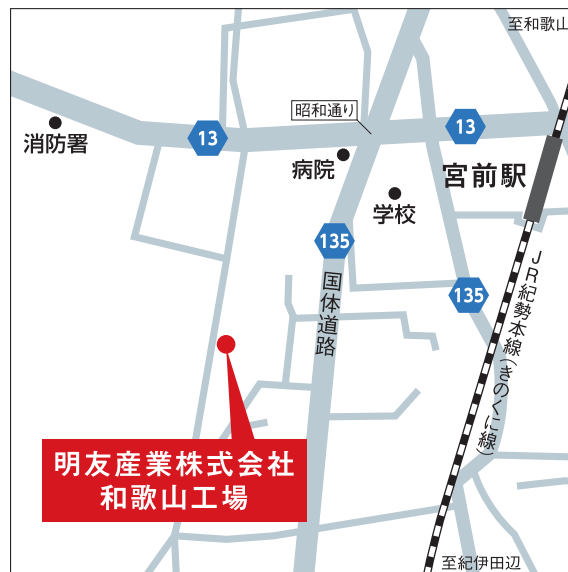 至和歌山
昭和通り
13
13
消防署
病院
宮前駅
学校
135
国体道路
135
JR紀勢本線(きのくに線)
明友産業株式会社
和歌山工場
至紀伊田辺